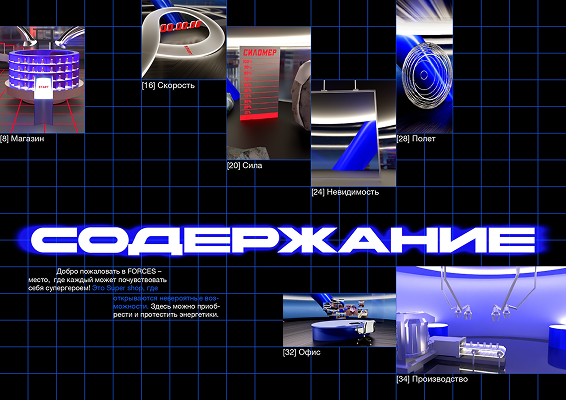 [16] Скорость
START
[8] Магазин
СИЛОМЕР
[20] Сила
[28] Полет
[24] Невидимость
СОДЕРЖАНИЕ
Добро пожаловать в FORCES –
место, где каждый может почувствовать
себя супергероем! Это Super shop, где
открываются невероятные воз-
можности. Здесь можно приоб-
рести и протестить энергетики.
[32] Офис
[34] Производство